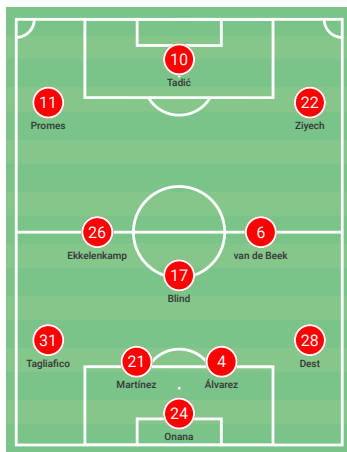 10
Tadić
11
Promes
22
Ziyech
26
Ekkelenkamp
6
van de Beek
17
Blind
31
Tagliafico
21
Martínez
4
Álvarez
28
Dest
24
Onana